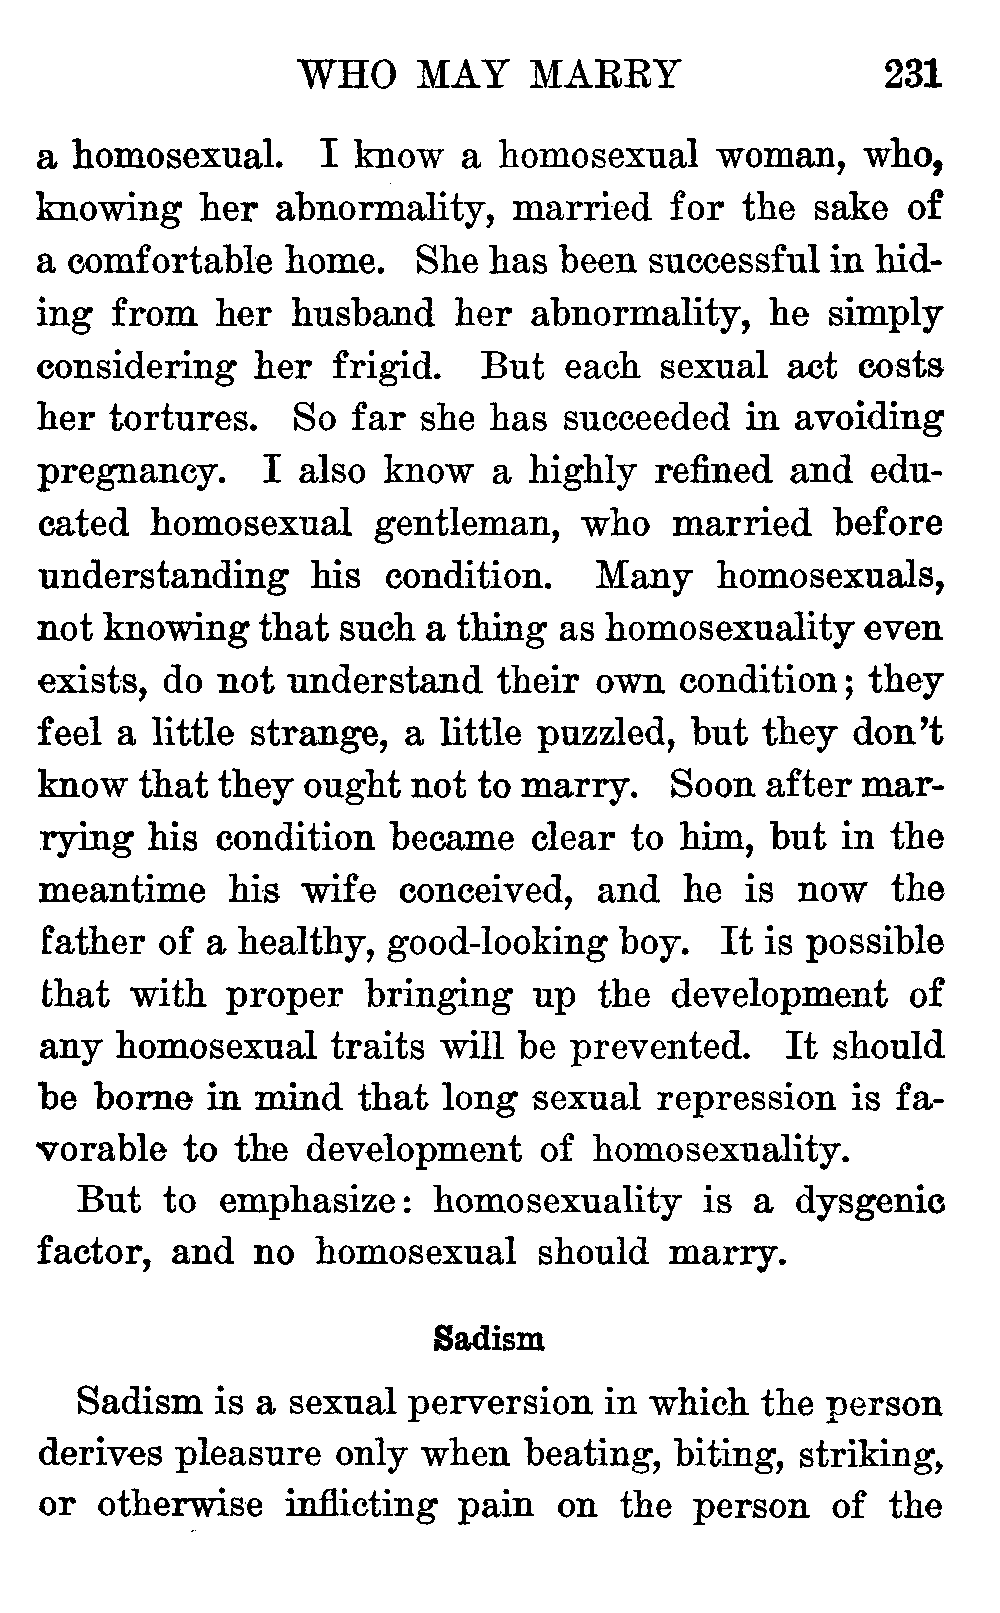 WHO MAY MARRY 231
a homosexual. I know a homosexual woman, who,
knowing her abnormality, married for the sake of
a comfortable home. She has been successful in hid-
ing from her husband her abnormality, he simply
considering her frigid. But each sexual act costs
her tortures. So far she has succeeded in avoiding
pregnancy. I also know a highly refined and edu-
cated homosexual gentleman, who married before
understanding his condition. Many homosexuals,
not knowing that such a thing as homosexuality even
exists, do not understand their own condition; they
feel a little strange, a little puzzled, but they don't
know that they ought not to marry. Soon after mar-
rying his condition became clear to him, but in the
meantime his wife conceived, and he is now the
father of a healthy, good-looking boy. It is possible
that with proper bringing up the development of
any homosexual traits will be prevented. It should
be borne in mind that long sexual repression is fa-
vorable to the development of homosexuality.
But to emphasize: homosexuality is a dysgenic
factor, and no homosexual should marry.
Sadism
Sadism is a sexual perversion in which the person
derives pleasure only when beating, biting, striking,
or otherwise inflicting pain on the person of the